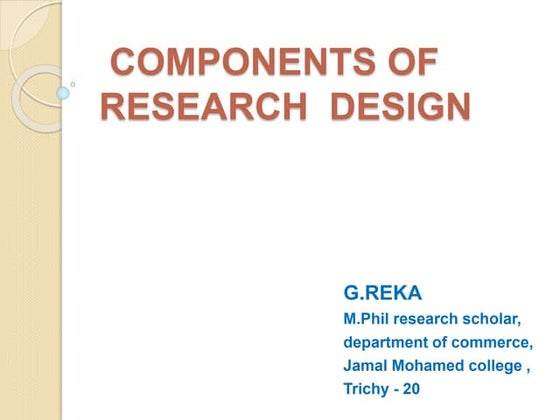 COMPONENTS OF
RESEARCH DESIGN
G.REKA
M.Phil research scholar,
department of commerce,
Jamal Mohamed college ,
Trichy - 20